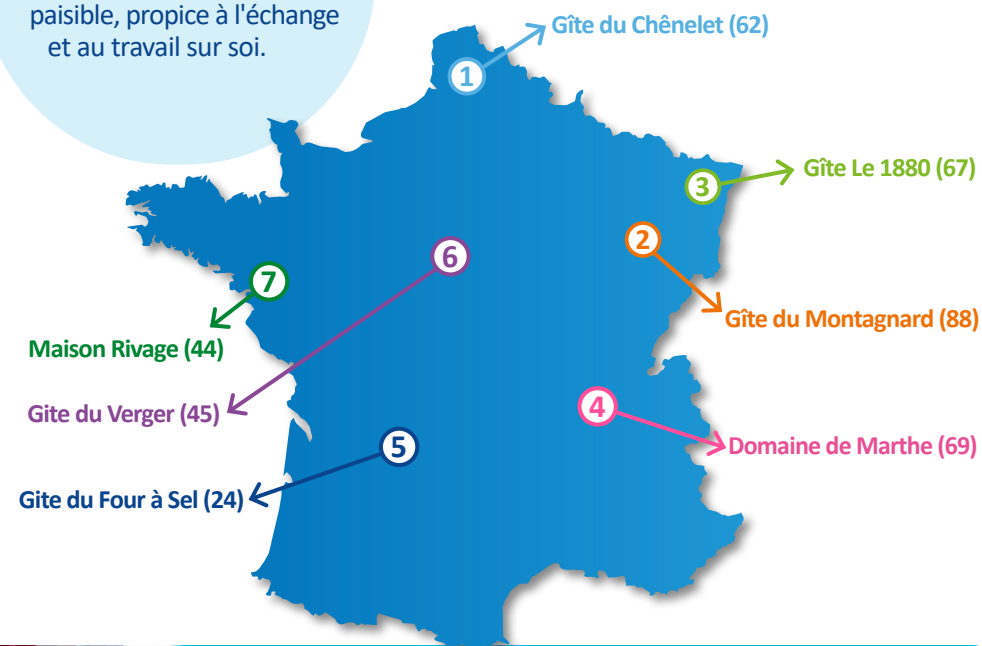 paisible, propice à l'échange
et au travail sur soi.
Gîte du Chênelet (62)
1
Gîte Le 1880 (67)
3
2
6
7
Gîte du Montagnard (88)
Maison Rivage (44)
4
Gite du Verger (45)
5
Domaine de Marthe (69)
Gite du Four à Sel (24)